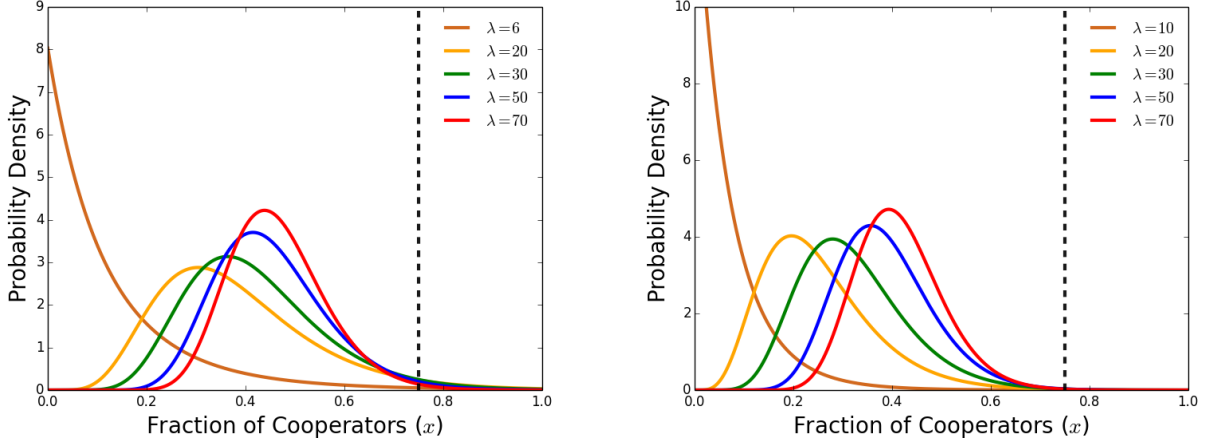 9
8
7
6
5
4
3
2
1
0
Probability Density
0.0 0.2 0.4 0.6 0.8 1.0
Fraction of Cooperators (x)
λ=6
λ=20
λ=30
λ=50
λ=70
10
8
6
4
2
0
Probability Density
0.0 0.2 0.4 0.6 0.8 1.0
Fraction of Cooperators (x)
λ=10
λ=20
λ=30
λ=50
λ=70